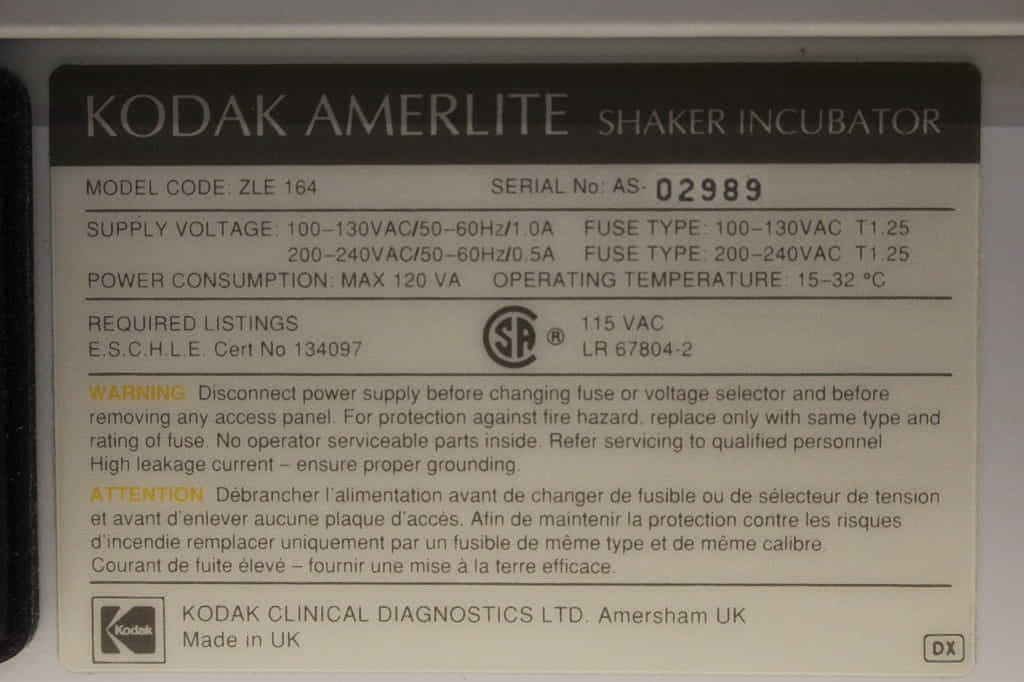 KODAK AMERLITE SHAKER INCUBATOR
MODEL CODE: ZLE 164 SERIAL No: AS- 02989
SUPPLY VOLTAGE: 100–130VAC/50–60Hz/1.0A FUSE TYPE: 100–130VAC T1.25
200–240VAC/50–60Hz/0.5A FUSE TYPE: 200–240VAC T1.25
POWER CONSUMPTION: MAX 120 VA OPERATING TEMPERATURE: 15–32 °C
REQUIRED LISTINGS SA ® 115 VAC
E.S.C.H.L.E. Cert No 134097 LR 67804-2
WARNING Disconnect power supply before changing fuse or voltage selector and before
removing any access panel. For protection against fire hazard, replace only with same type and
rating of fuse. No operator serviceable parts inside. Refer servicing to qualified personnel
High leakage current – ensure proper grounding.
ATTENTION Débrancher l'alimentation avant de changer de fusible ou de sélecteur de tension
et avant d'enlever aucune plaque d'accés. Afin de maintenir la protection contre les risques
d'incendie remplacer uniquement par un fusible de même type et de même calibre.
Courant de fuite élevé – fournir une mise à la terre efficace.
Kodak KODAK CLINICAL DIAGNOSTICS LTD. Amersham UK
Made in UK
DX